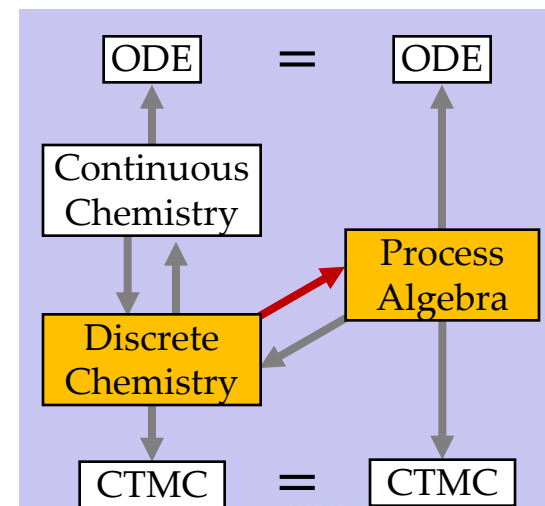 ODE = ODE
Continuous
Chemistry
Process
Algebra
Discrete
Chemistry
CTMC = CTMC